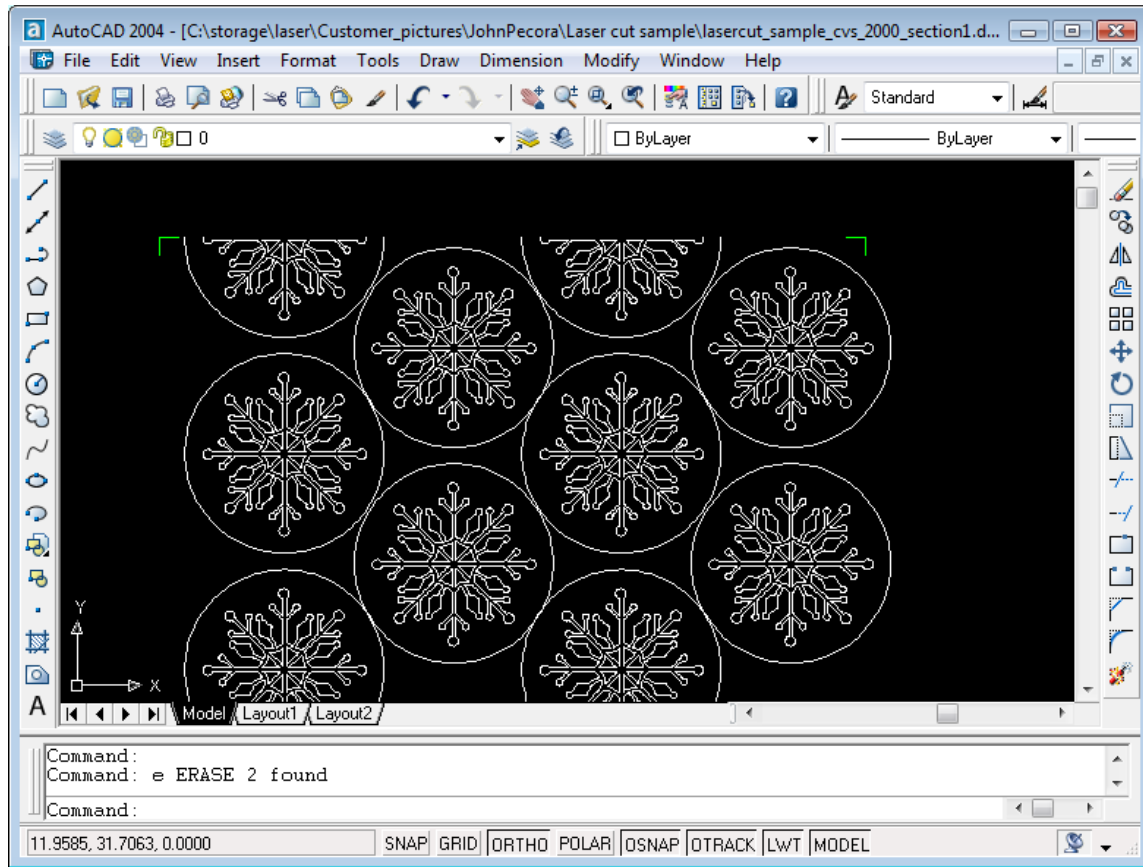 AutoCAD 2004 - [C:\storage\laser\Customer_pictures\JohnPecora\Laser cut sample\lasercut_sample_cvs_2000_section1.d...
File Edit View Insert Format Tools Draw Dimension Modify Window Help
Standard
0 ByLayer ByLayer
Y
X
A
Model Layout1 Layout2
Command:
Command: e ERASE 2 found
Command:
11.9585, 31.7063, 0.0000 SNAP GRID ORTHO POLAR OSNAP OTRACK LWT MODEL